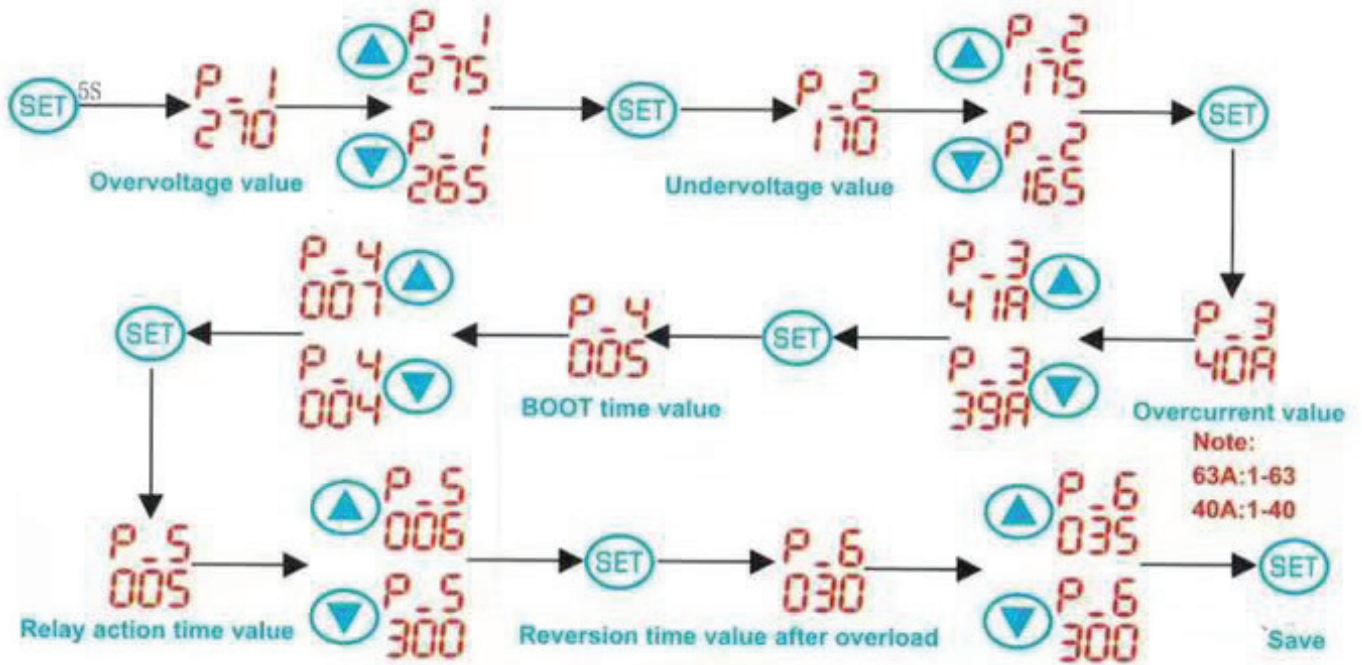 SET
5S
P_1
270
Overvoltage value
P_1
275
P_1
265
SET
P_2
170
Undervoltage value
P_2
175
P_2
165
SET
P_3
40A
Overcurrent value
Note:
63A:1-63
40A:1-40
P_3
41A
P_3
39A
SET
P_4
005
BOOT time value
P_4
007
P_4
004
SET
P_5
005
Relay action time value
P_5
006
P_5
300
SET
P_6
030
Reversion time value after overload
P_6
035
P_6
300
SET
Save